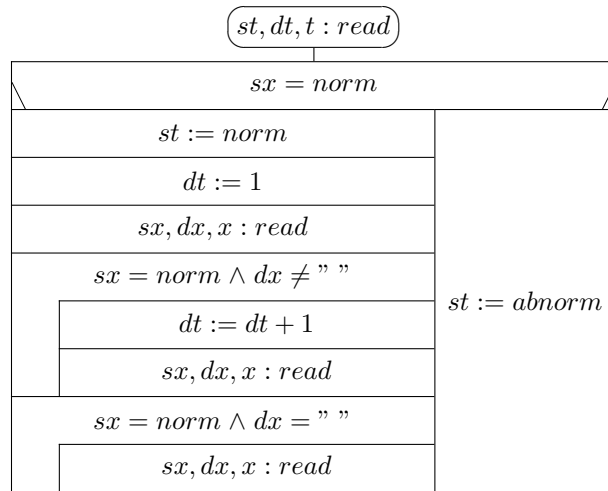 st, dt, t : read
sx = norm
st := norm
dt := 1
sx, dx, x : read
sx = norm ∧ dx ≠ ” ”
dt := dt + 1
sx, dx, x : read
sx = norm ∧ dx = ” ”
sx, dx, x : read
st := abnorm